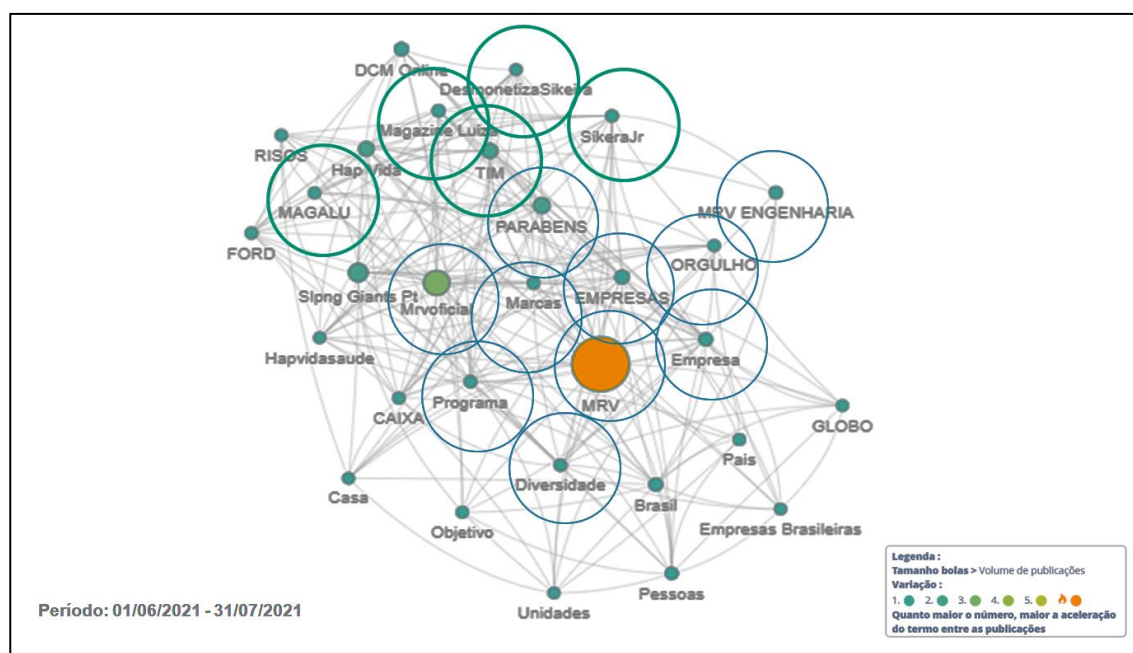 DCM Online
DesmonetizaSikeira
Magazine Luiza
SikeraJr
RISOS
Hap Vida
TIM
MAGALU
PARABENS
MRV ENGENHARIA
FORD
ORGULHO
Slpng Giants Pt
Mrvoficial
Marcas
EMPRESAS
Hapvidasaude
Empresa
CAIXA
Programa
MRV
GLOBO
Pais
Casa
Diversidade
Brasil
Objetivo
Empresas Brasileiras
Unidades
Pessoas
Período: 01/06/2021 - 31/07/2021
Legenda :
Tamanho bolas > Volume de publicações
Variação :
1. 2. 3. 4. 5.
Quanto maior o número, maior a aceleração
do termo entre as publicações